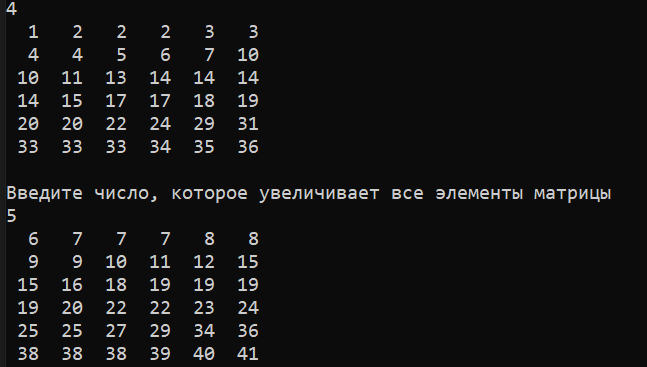 4
1 2 2 2 3 3
4 4 5 6 7 10
10 11 13 14 14 14
14 15 17 17 18 19
20 20 22 24 29 31
33 33 33 34 35 36
Введите число, которое увеличивает все элементы матрицы
5
6 7 7 7 8 8
9 9 10 11 12 15
15 16 18 19 19 19
19 20 22 22 23 24
25 25 27 29 34 36
38 38 38 39 40 41